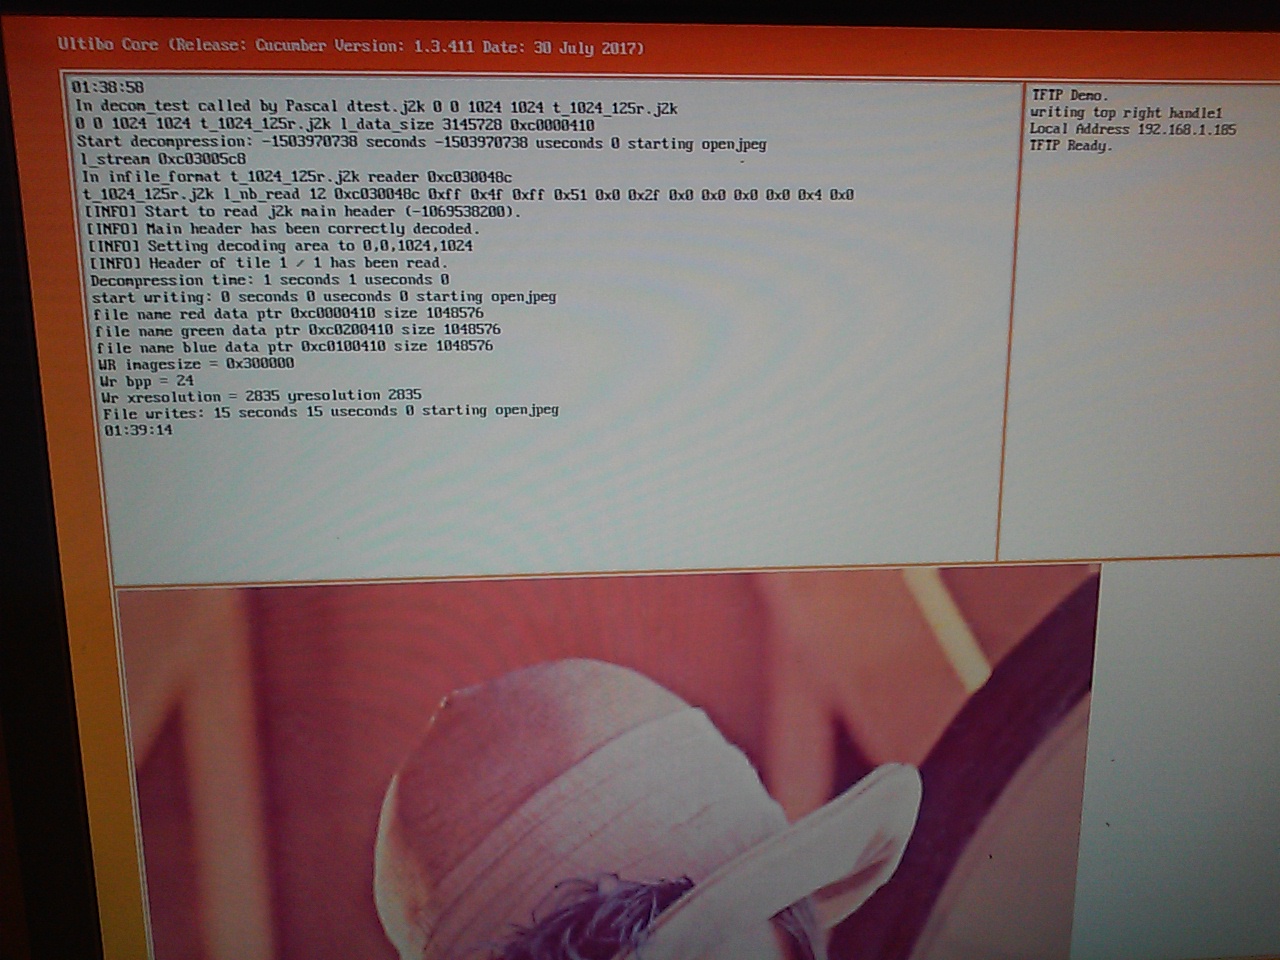 Ultibo Core (Release: Cucumber Version: 1.3.411 Date: 30 July 2017)
01:38:58
In decom_test called by Pascal dtest.j2k 0 0 1024 1024 t_1024_125r.j2k
0 0 1024 1024 t_1024_125r.j2k l_data_size 3145728 0xc0000410
Start decompression: -1503970738 seconds -1503970738 useconds 0 starting openjpeg
l_stream 0xc03005c8
In infile_format t_1024_125r.j2k reader 0xc030048c
t_1024_125r.j2k l_nb_read 12 0xc030048c 0xff 0x4f 0xff 0x51 0x0 0x2f 0x0 0x0 0x0 0x0 0x4 0x0
[INFO] Start to read j2k main header (-1069538200).
[INFO] Main header has been correctly decoded.
[INFO] Setting decoding area to 0,0,1024,1024
[INFO] Header of tile 1 / 1 has been read.
Decompression time: 1 seconds 1 useconds 0
start writing: 0 seconds 0 useconds 0 starting openjpeg
file name red data ptr 0xc0000410 size 1048576
file name green data ptr 0xc0200410 size 1048576
file name blue data ptr 0xc0100410 size 1048576
WR imagesize = 0x300000
Wr bpp = 24
Wr xresolution = 2835 yresolution 2835
File writes: 15 seconds 15 useconds 0 starting openjpeg
01:39:14
TFTP Demo.
writing top right handle1
Local Address 192.168.1.185
TFTP Ready.